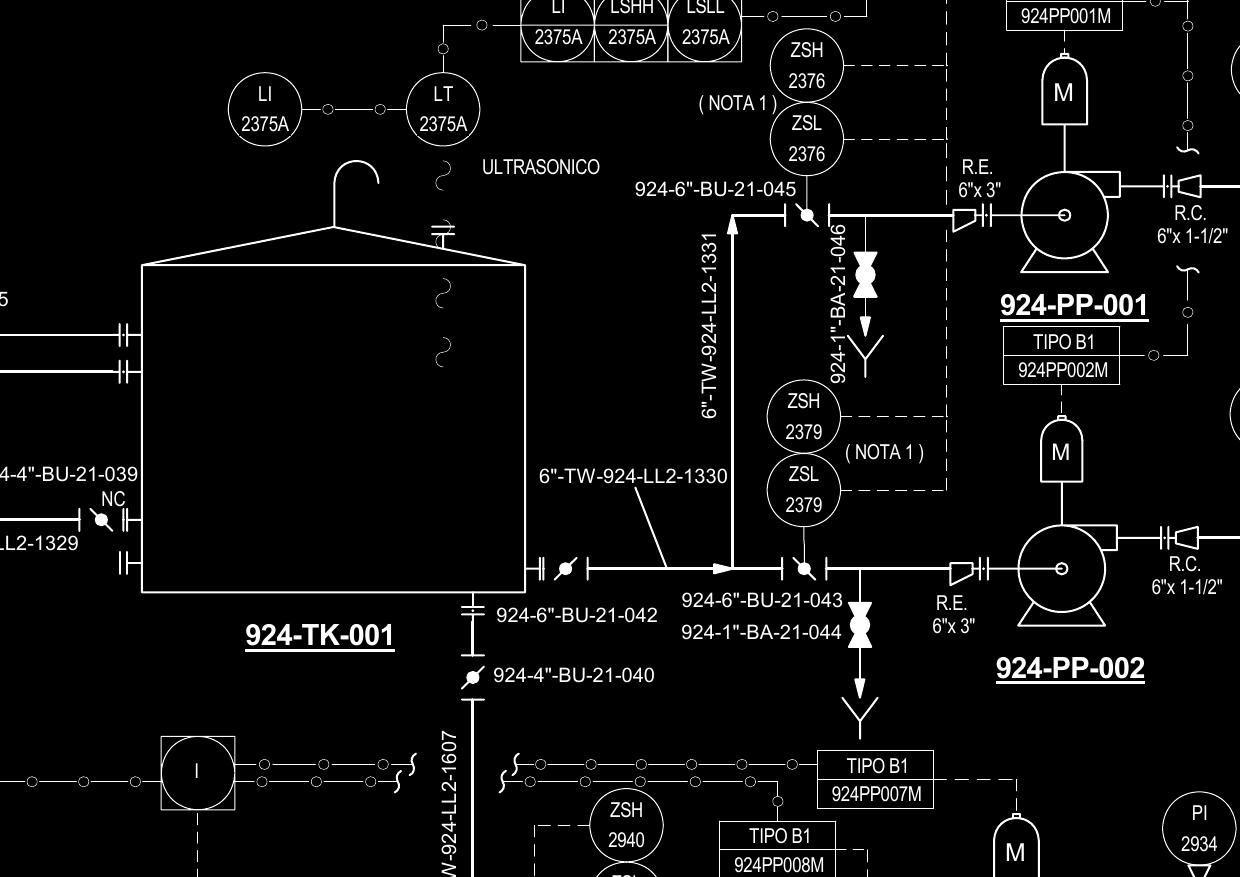 LI
2375A
LSHH
2375A
LSLL
2375A
924PP001M
ZSH
2376
( NOTA 1 )
ZSL
2376
M
LI
2375A
LT
2375A
ULTRASONICO
924-6"-BU-21-045
R.E.
6"x 3"
R.C.
6"x 1-1/2"
6"-TW-924-LL2-1331
924-1"-BA-21-046
924-PP-001
5
TIPO B1
924PP002M
ZSH
2379
( NOTA 1 )
ZSL
2379
M
4-4"-BU-21-039
NC
LL2-1329
6"-TW-924-LL2-1330
924-6"-BU-21-042
924-6"-BU-21-043
924-1"-BA-21-044
R.E.
6"x 3"
R.C.
6"x 1-1/2"
924-TK-001
924-PP-002
924-4"-BU-21-040
W-924-LL2-1607
I
TIPO B1
924PP007M
ZSH
2940
ZSL
TIPO B1
924PP008M
M
PI
2934